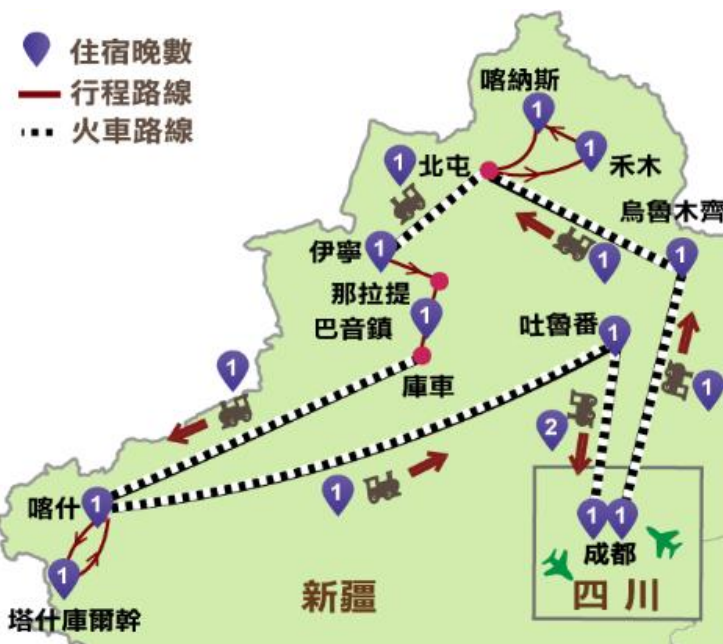 住宿晚數
行程路線
火車路線
喀納斯
1
1
禾木
北屯
1
烏魯木齊
1
伊寧
1
1
那拉提
巴音鎮
1
吐魯番
1
庫車
1
1
2
喀什
1
1
1
1
成都
1
塔什庫爾幹
新疆
四川